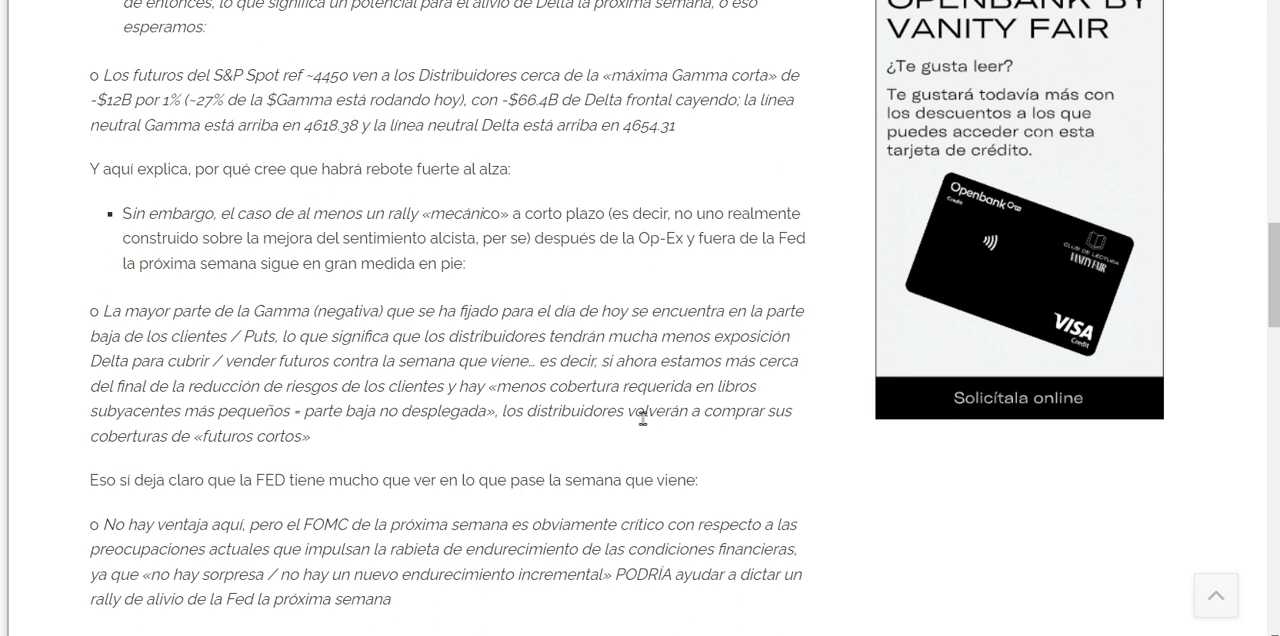 de entonces, lo que significa un potencial para el alivio de Delta la próxima semana, o eso
esperamos:
o Los futuros del S&P Spot ref ~4450 ven a los Distribuidores cerca de la «máxima Gamma corta» de
-$12B por 1% (~27% de la $Gamma está rodando hoy), con -$66.4B de Delta frontal cayendo; la línea
neutral Gamma está arriba en 4618.38 y la línea neutral Delta está arriba en 4654.31
Y aquí explica, por qué cree que habrá rebote fuerte al alza:
▪ Sin embargo, el caso de al menos un rally «mecánico» a corto plazo (es decir, no uno realmente
construido sobre la mejora del sentimiento alcista, per se) después de la Op-Ex y fuera de la Fed
la próxima semana sigue en gran medida en pie:
o La mayor parte de la Gamma (negativa) que se ha fijado para el día de hoy se encuentra en la parte
baja de los clientes / Puts, lo que significa que los distribuidores tendrán mucha menos exposición
Delta para cubrir / vender futuros contra la semana que viene… es decir, si ahora estamos más cerca
del final de la reducción de riesgos de los clientes y hay «menos cobertura requerida en libros
subyacentes más pequeños = parte baja no desplegada», los distribuidores volverán a comprar sus
coberturas de «futuros cortos»
Eso sí deja claro que la FED tiene mucho que ver en lo que pase la semana que viene:
o No hay ventaja aquí, pero el FOMC de la próxima semana es obviamente crítico con respecto a las
preocupaciones actuales que impulsan la rabieta de endurecimiento de las condiciones financieras,
ya que «no hay sorpresa / no hay un nuevo endurecimiento incremental» PODRÍA ayudar a dictar un
rally de alivio de la Fed la próxima semana
OPENBANK BY
VANITY FAIR
¿Te gusta leer?
Te gustará todavía más con
los descuentos a los que
puedes acceder con esta
tarjeta de crédito.
Openbank
Credit
CLUB DE LECTURA
VANITY FAIR
VISA
Credit
Solicítala online